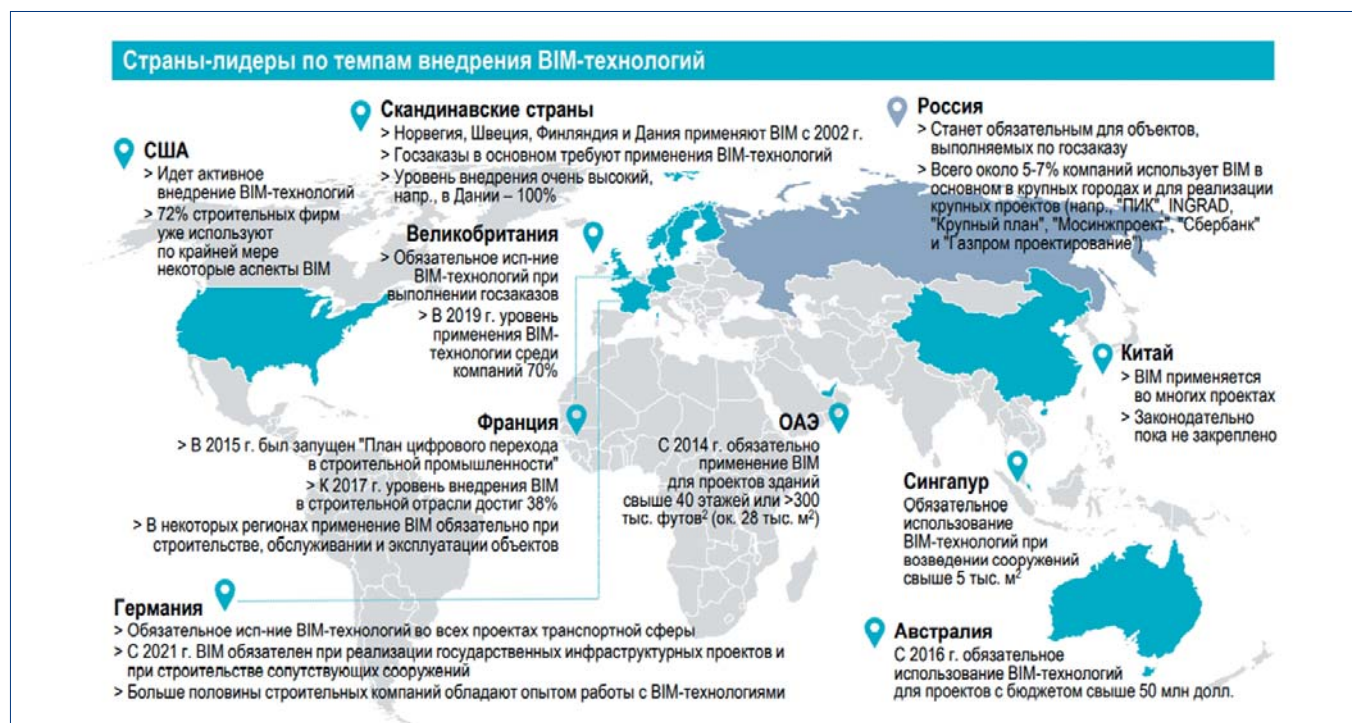 Страны-лидеры по темпам внедрения BIM-технологий
США
> Идет активное
внедрение BIM-технологий
> 72% строительных фирм
уже используют
по крайней мере
некоторые аспекты BIM
Скандинавские страны
> Норвегия, Швеция, Финляндия и Дания применяют BIM с 2002 г.
> Госзаказы в основном требуют применения BIM-технологий
> Уровень внедрения очень высокий,
напр., в Дании – 100%
Россия
> Станет обязательным для объектов,
выполняемых по госзаказу
> Всего около 5-7% компаний использует BIM в
основном в крупных городах и для реализации
крупных проектов (напр., "ПИК", INGRAD,
"Крупный план", "Мосинжпроект", "Сбербанк"
и "Газпром проектирование")
Великобритания
> Обязательное исп-ние
BIM-технологий при
выполнении госзаказов
> В 2019 г. уровень
применения BIM-
технологии среди
компаний 70%
Китай
> BIM применяется
во многих проектах
> Законодательно
пока не закреплено
Франция
> В 2015 г. был запущен "План цифрового перехода
в строительной промышленности"
> К 2017 г. уровень внедрения BIM
в строительной отрасли достиг 38%
> В некоторых регионах применение BIM обязательно при
строительстве, обслуживании и эксплуатации объектов
ОАЭ
С 2014 г. обязательно
применение BIM
для проектов зданий
свыше 40 этажей или >300
тыс. футов² (ок. 28 тыс. м²)
Сингапур
Обязательное
использование
BIM-технологий при
возведении сооружений
свыше 5 тыс. м²
Германия
> Обязательное исп-ние BIM-технологий во всех проектах транспортной сферы
> С 2021 г. BIM обязателен при реализации государственных инфраструктурных проектов и
при строительстве сопутствующих сооружений
> Больше половины строительных компаний обладают опытом работы с BIM-технологиями
Австралия
С 2016 г. обязательное
использование BIM-технологий
для проектов с бюджетом свыше 50 млн долл.